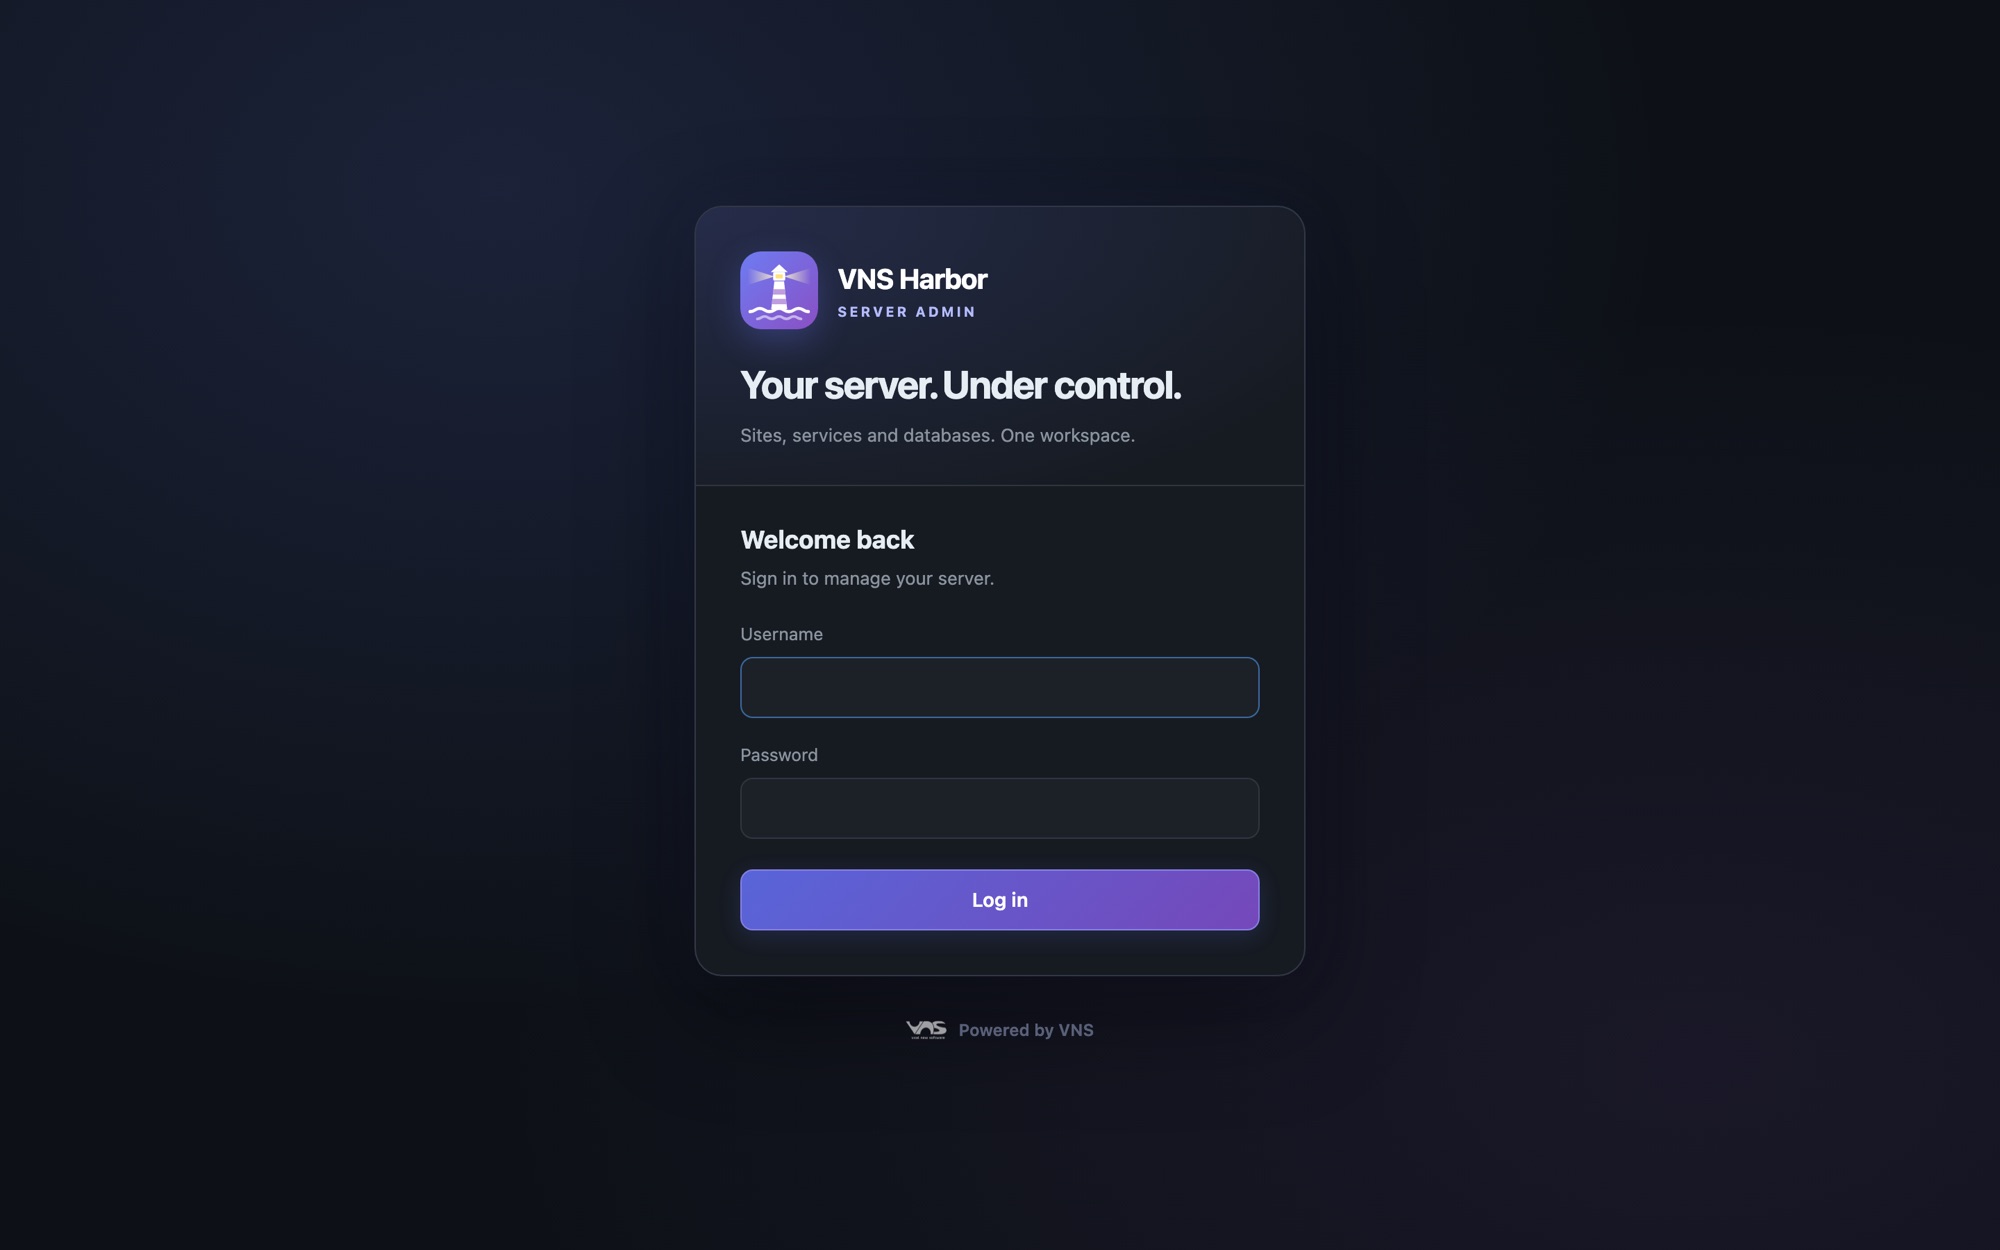 VNS Harbor
SERVER ADMIN
Your server. Under control.
Sites, services and databases. One workspace.
Welcome back
Sign in to manage your server.
Username
Password
Log in
VNS Powered by VNS